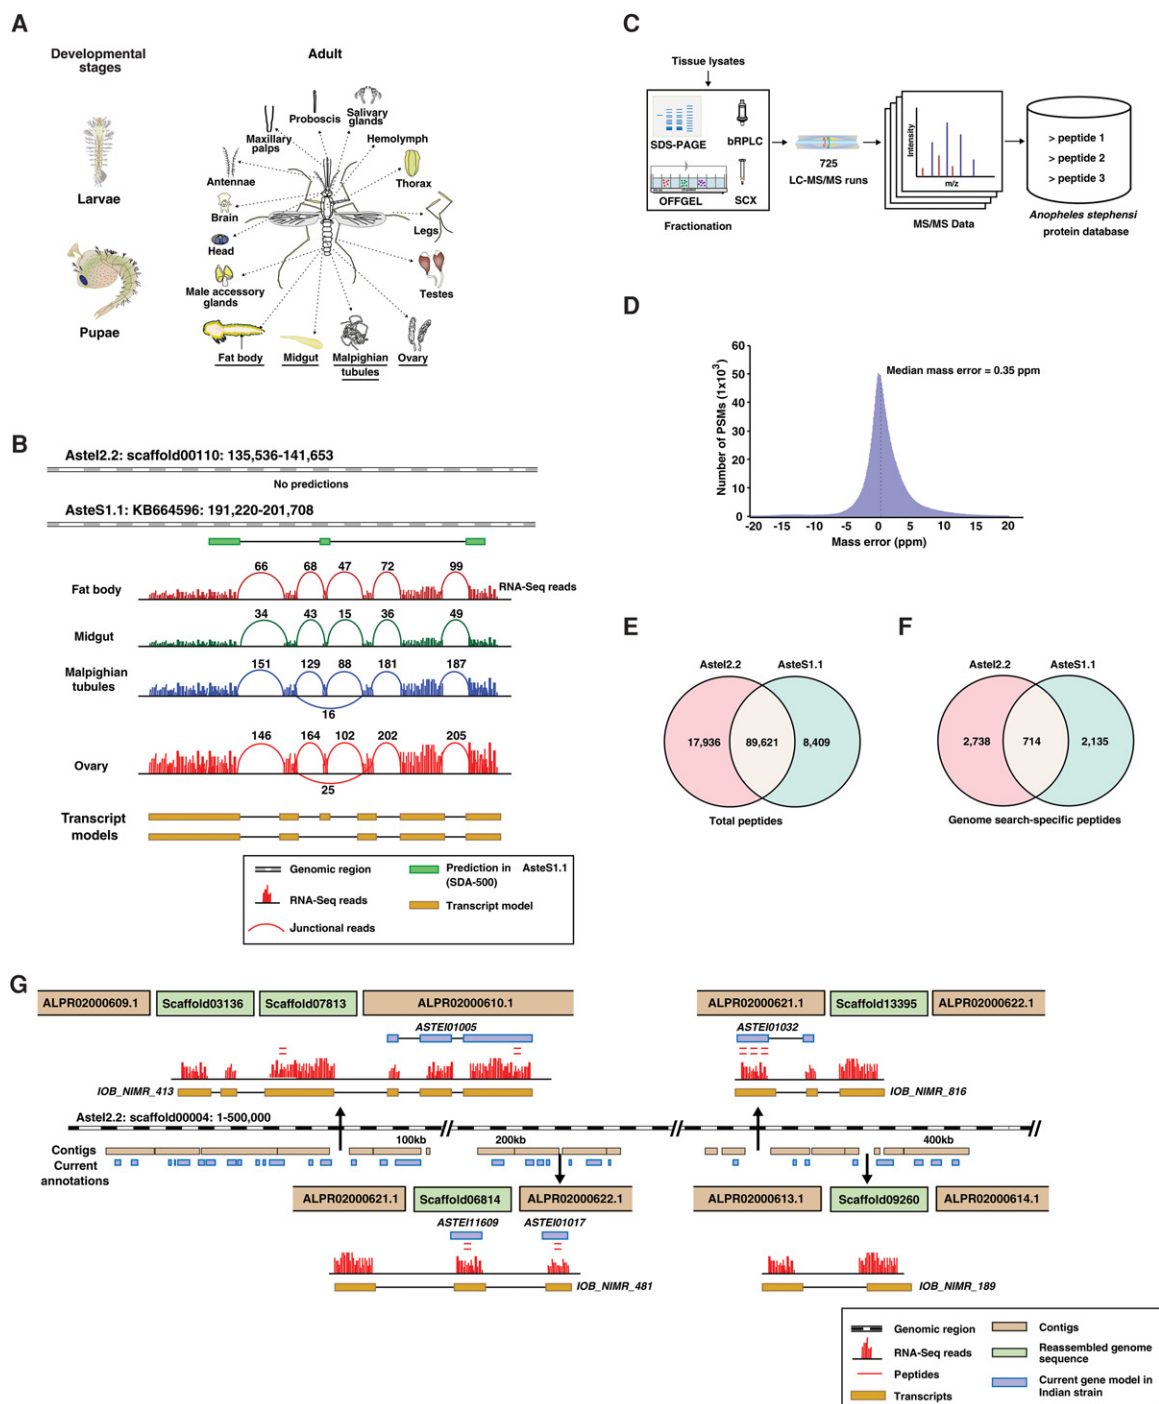 A
Developmental
stages
Adult
Larvae
Pupae
Proboscis
Salivary
glands
Maxillary
palps
Hemolymph
Antennae
Thorax
Brain
Legs
Head
Male accessory
glands
Testes
Fat body
Midgut
Malpighian
tubules
Ovary
B
Astel2.2: scaffold00110: 135,536-141,653
No predictions
AsteS1.1: KB664596: 191,220-201,708
Fat body
66 68 47 72 99
RNA-Seq reads
Midgut
34 43 15 36 49
Malpighian
tubules
151 129 88 181 187
16
Ovary
146 164 102 202 205
25
Transcript
models
Genomic region
RNA-Seq reads
Junctional reads
Prediction in AsteS1.1
(SDA-500)
Transcript model
C
Tissue lysates
SDS-PAGE
bRPLC
OFFGEL
SCX
Fractionation
725
LC-MS/MS runs
Intensity
m/z
MS/MS Data
> peptide 1
> peptide 2
> peptide 3
Anopheles stephensi
protein database
D
Number of PSMs (1x10³)
60
50
40
30
20
10
0
Median mass error = 0.35 ppm
-20 -15 -10 -5 0 5 10 15 20
Mass error (ppm)
E
Astel2.2 AsteS1.1
17,936 89,621 8,409
Total peptides
F
Astel2.2 AsteS1.1
2,738 714 2,135
Genome search-specific peptides
G
ALPR02000609.1 Scaffold03136 Scaffold07813 ALPR02000610.1
ASTEI01005
IOB_NIMR_413
ALPR02000621.1 Scaffold13395 ALPR02000622.1
ASTEI01032
IOB_NIMR_816
Astel2.2: scaffold00004: 1-500,000
100kb 200kb 400kb
Contigs
Current
annotations
ALPR02000621.1 Scaffold06814 ALPR02000622.1
ASTEI11609 ASTEI01017
IOB_NIMR_481
ALPR02000613.1 Scaffold09260 ALPR02000614.1
IOB_NIMR_189
Genomic region
RNA-Seq reads
Peptides
Transcripts
Contigs
Reassembled genome
sequence
Current gene model in
Indian strain